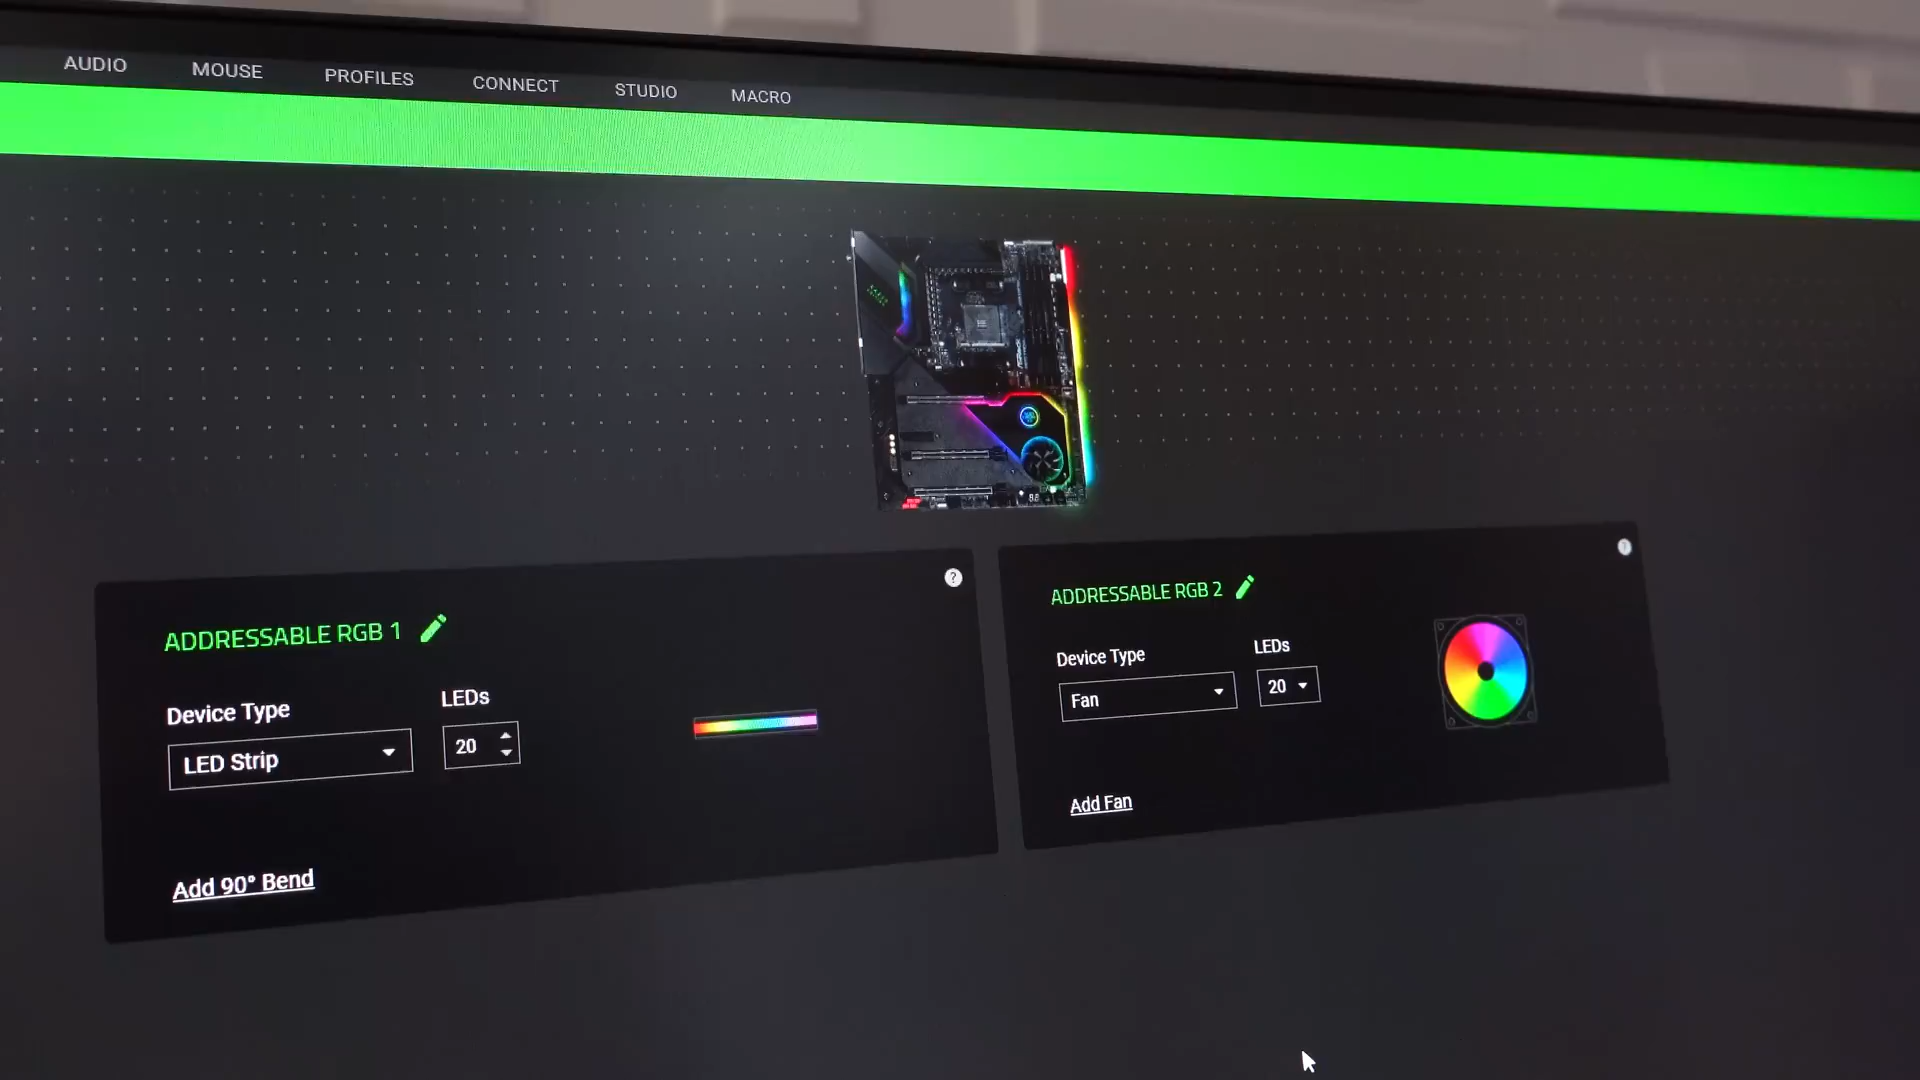 AUDIO
MOUSE
PROFILES
CONNECT
STUDIO
MACRO
ADDRESSABLE RGB 1
?
Device Type
LEDs
LED Strip
20
Add 90° Bend
ADDRESSABLE RGB 2
Device Type
LEDs
Fan
20
Add Fan